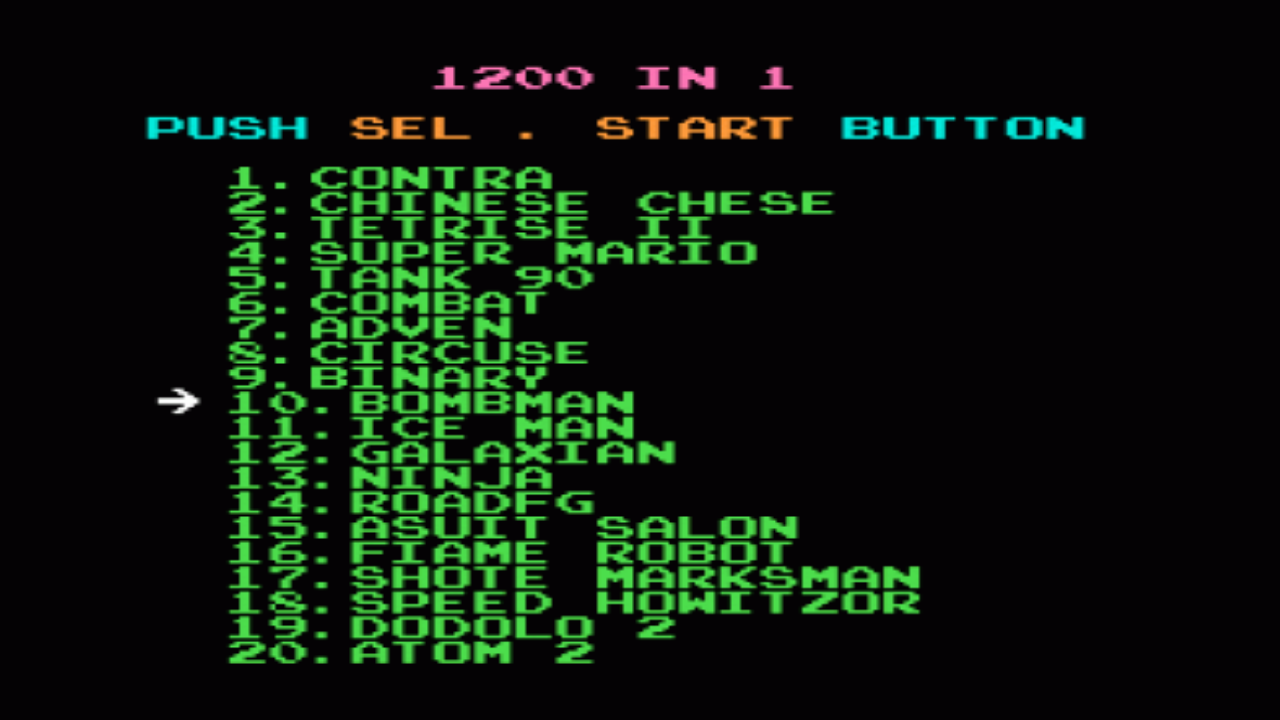 1200 IN 1
PUSH SEL . START BUTTON
1. CONTRA
2. CHINESE CHESE
3. TETRISE II
4. SUPER MARIO
5. TANK 90
6. COMBAT
7. ADVEN
8. CIRCUSE
9. BINARY
→ 10. BOMBMAN
11. ICE MAN
12. GALAXIAN
13. NINJA
14. ROADFG
15. ASUIT SALON
16. FIAME ROBOT
17. SHOTE MARKSMAN
18. SPEED HOWITZOR
19. DODOLO 2
20. ATOM 2